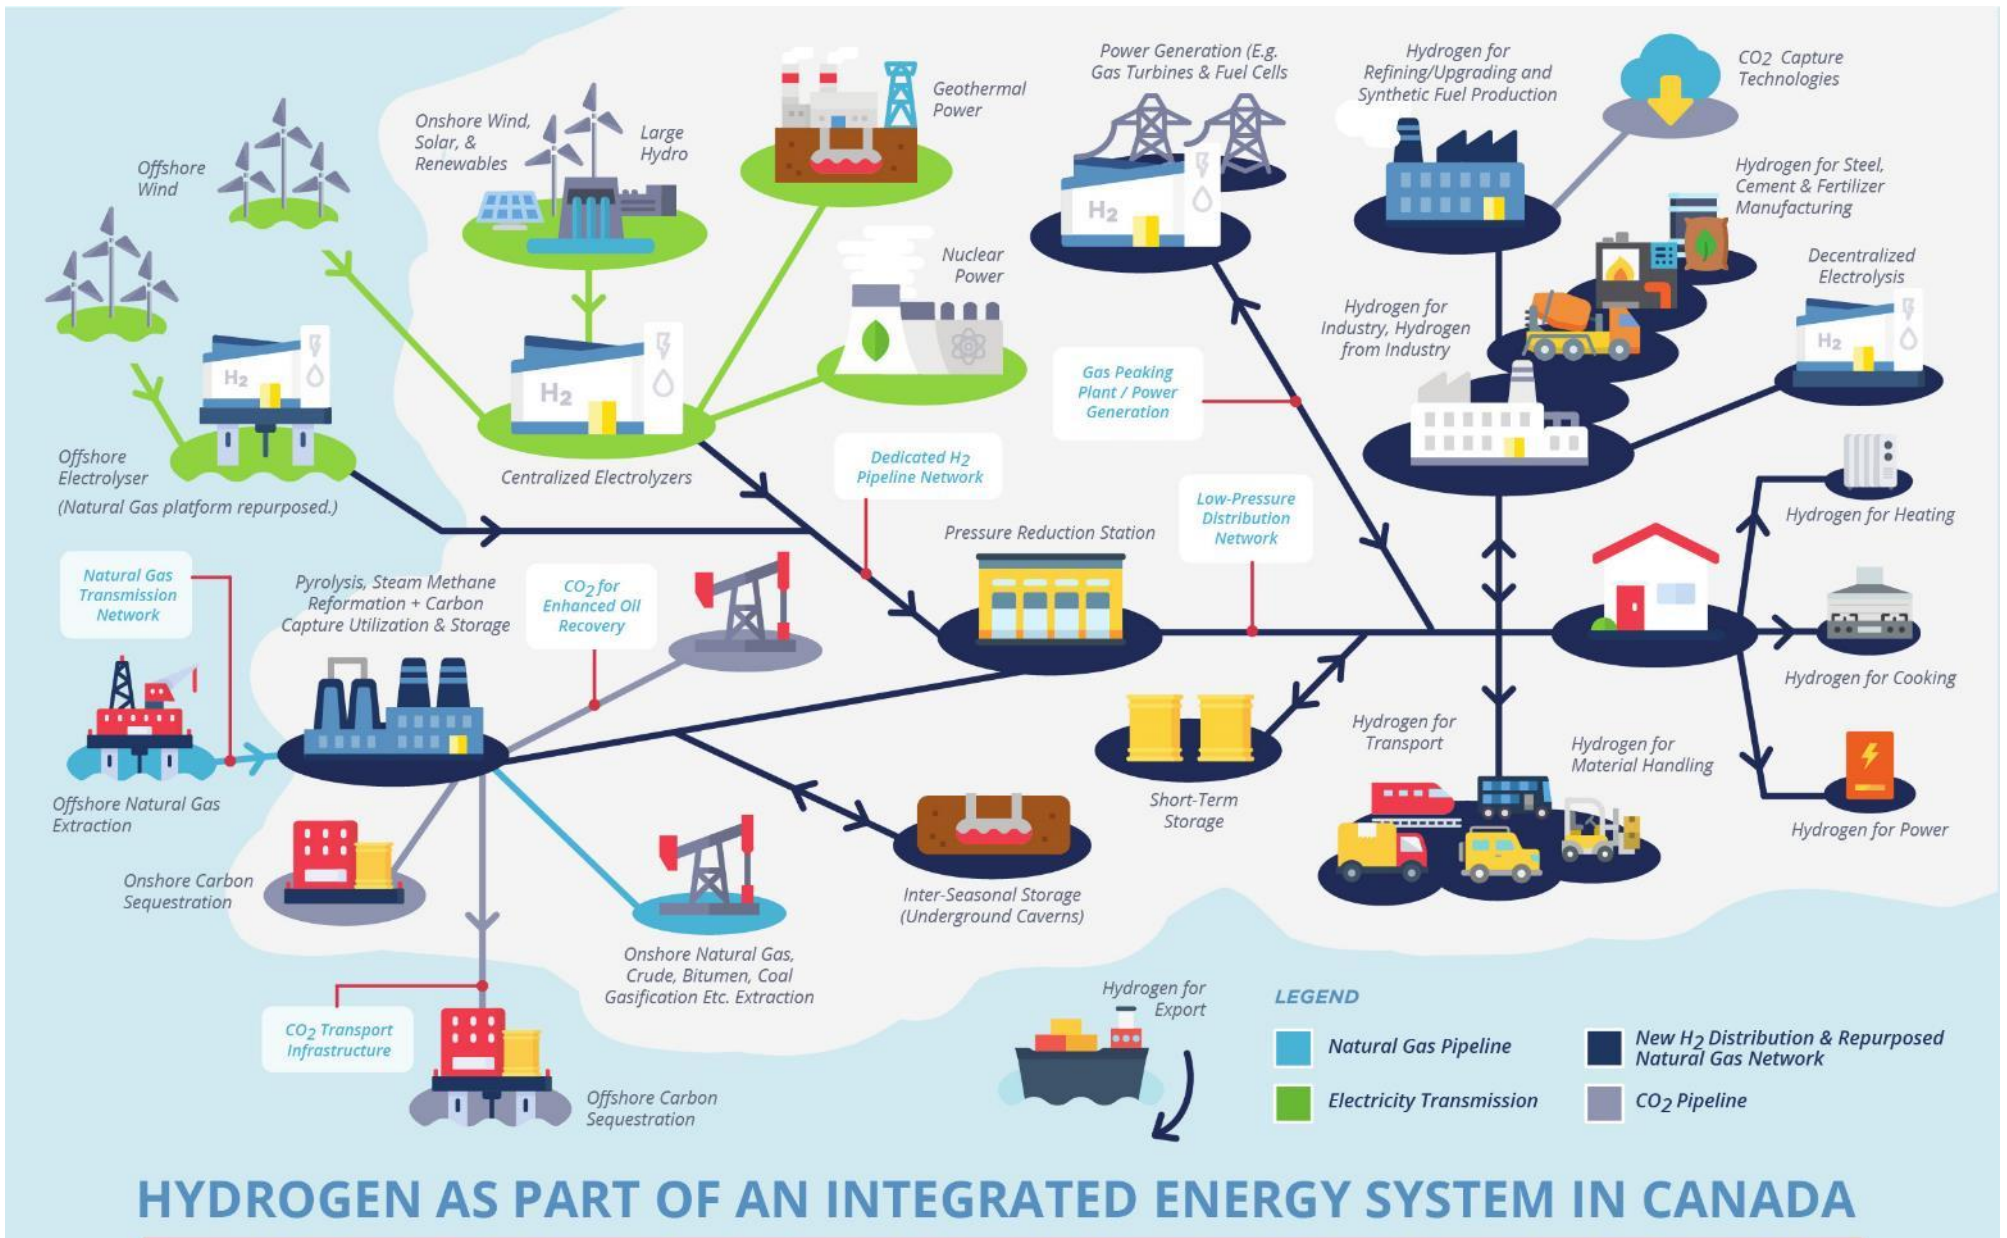 Offshore
Wind
Onshore Wind,
Solar, &
Renewables
Large
Hydro
Geothermal
Power
Nuclear
Power
Power Generation (E.g.
Gas Turbines & Fuel Cells
H2
Hydrogen for
Refining/Upgrading and
Synthetic Fuel Production
CO2 Capture
Technologies
Hydrogen for Steel,
Cement & Fertilizer
Manufacturing
Decentralized
Electrolysis
H2
Hydrogen for
Industry, Hydrogen
from Industry
Gas Peaking
Plant / Power
Generation
H2
Offshore
Electrolyser
(Natural Gas platform repurposed.)
H2
Centralized Electrolyzers
Dedicated H2
Pipeline Network
Low-Pressure
Distribution
Network
Pressure Reduction Station
Hydrogen for Heating
Hydrogen for Cooking
Hydrogen for Power
Natural Gas
Transmission
Network
Pyrolysis, Steam Methane
Reformation + Carbon
Capture Utilization & Storage
CO2 for
Enhanced Oil
Recovery
Offshore Natural Gas
Extraction
Onshore Carbon
Sequestration
Short-Term
Storage
Hydrogen for
Transport
Hydrogen for
Material Handling
Inter-Seasonal Storage
(Underground Caverns)
Onshore Natural Gas,
Crude, Bitumen, Coal
Gasification Etc. Extraction
CO2 Transport
Infrastructure
Offshore Carbon
Sequestration
Hydrogen for
Export
LEGEND
Natural Gas Pipeline
Electricity Transmission
New H2 Distribution & Repurposed
Natural Gas Network
CO2 Pipeline
HYDROGEN AS PART OF AN INTEGRATED ENERGY SYSTEM IN CANADA